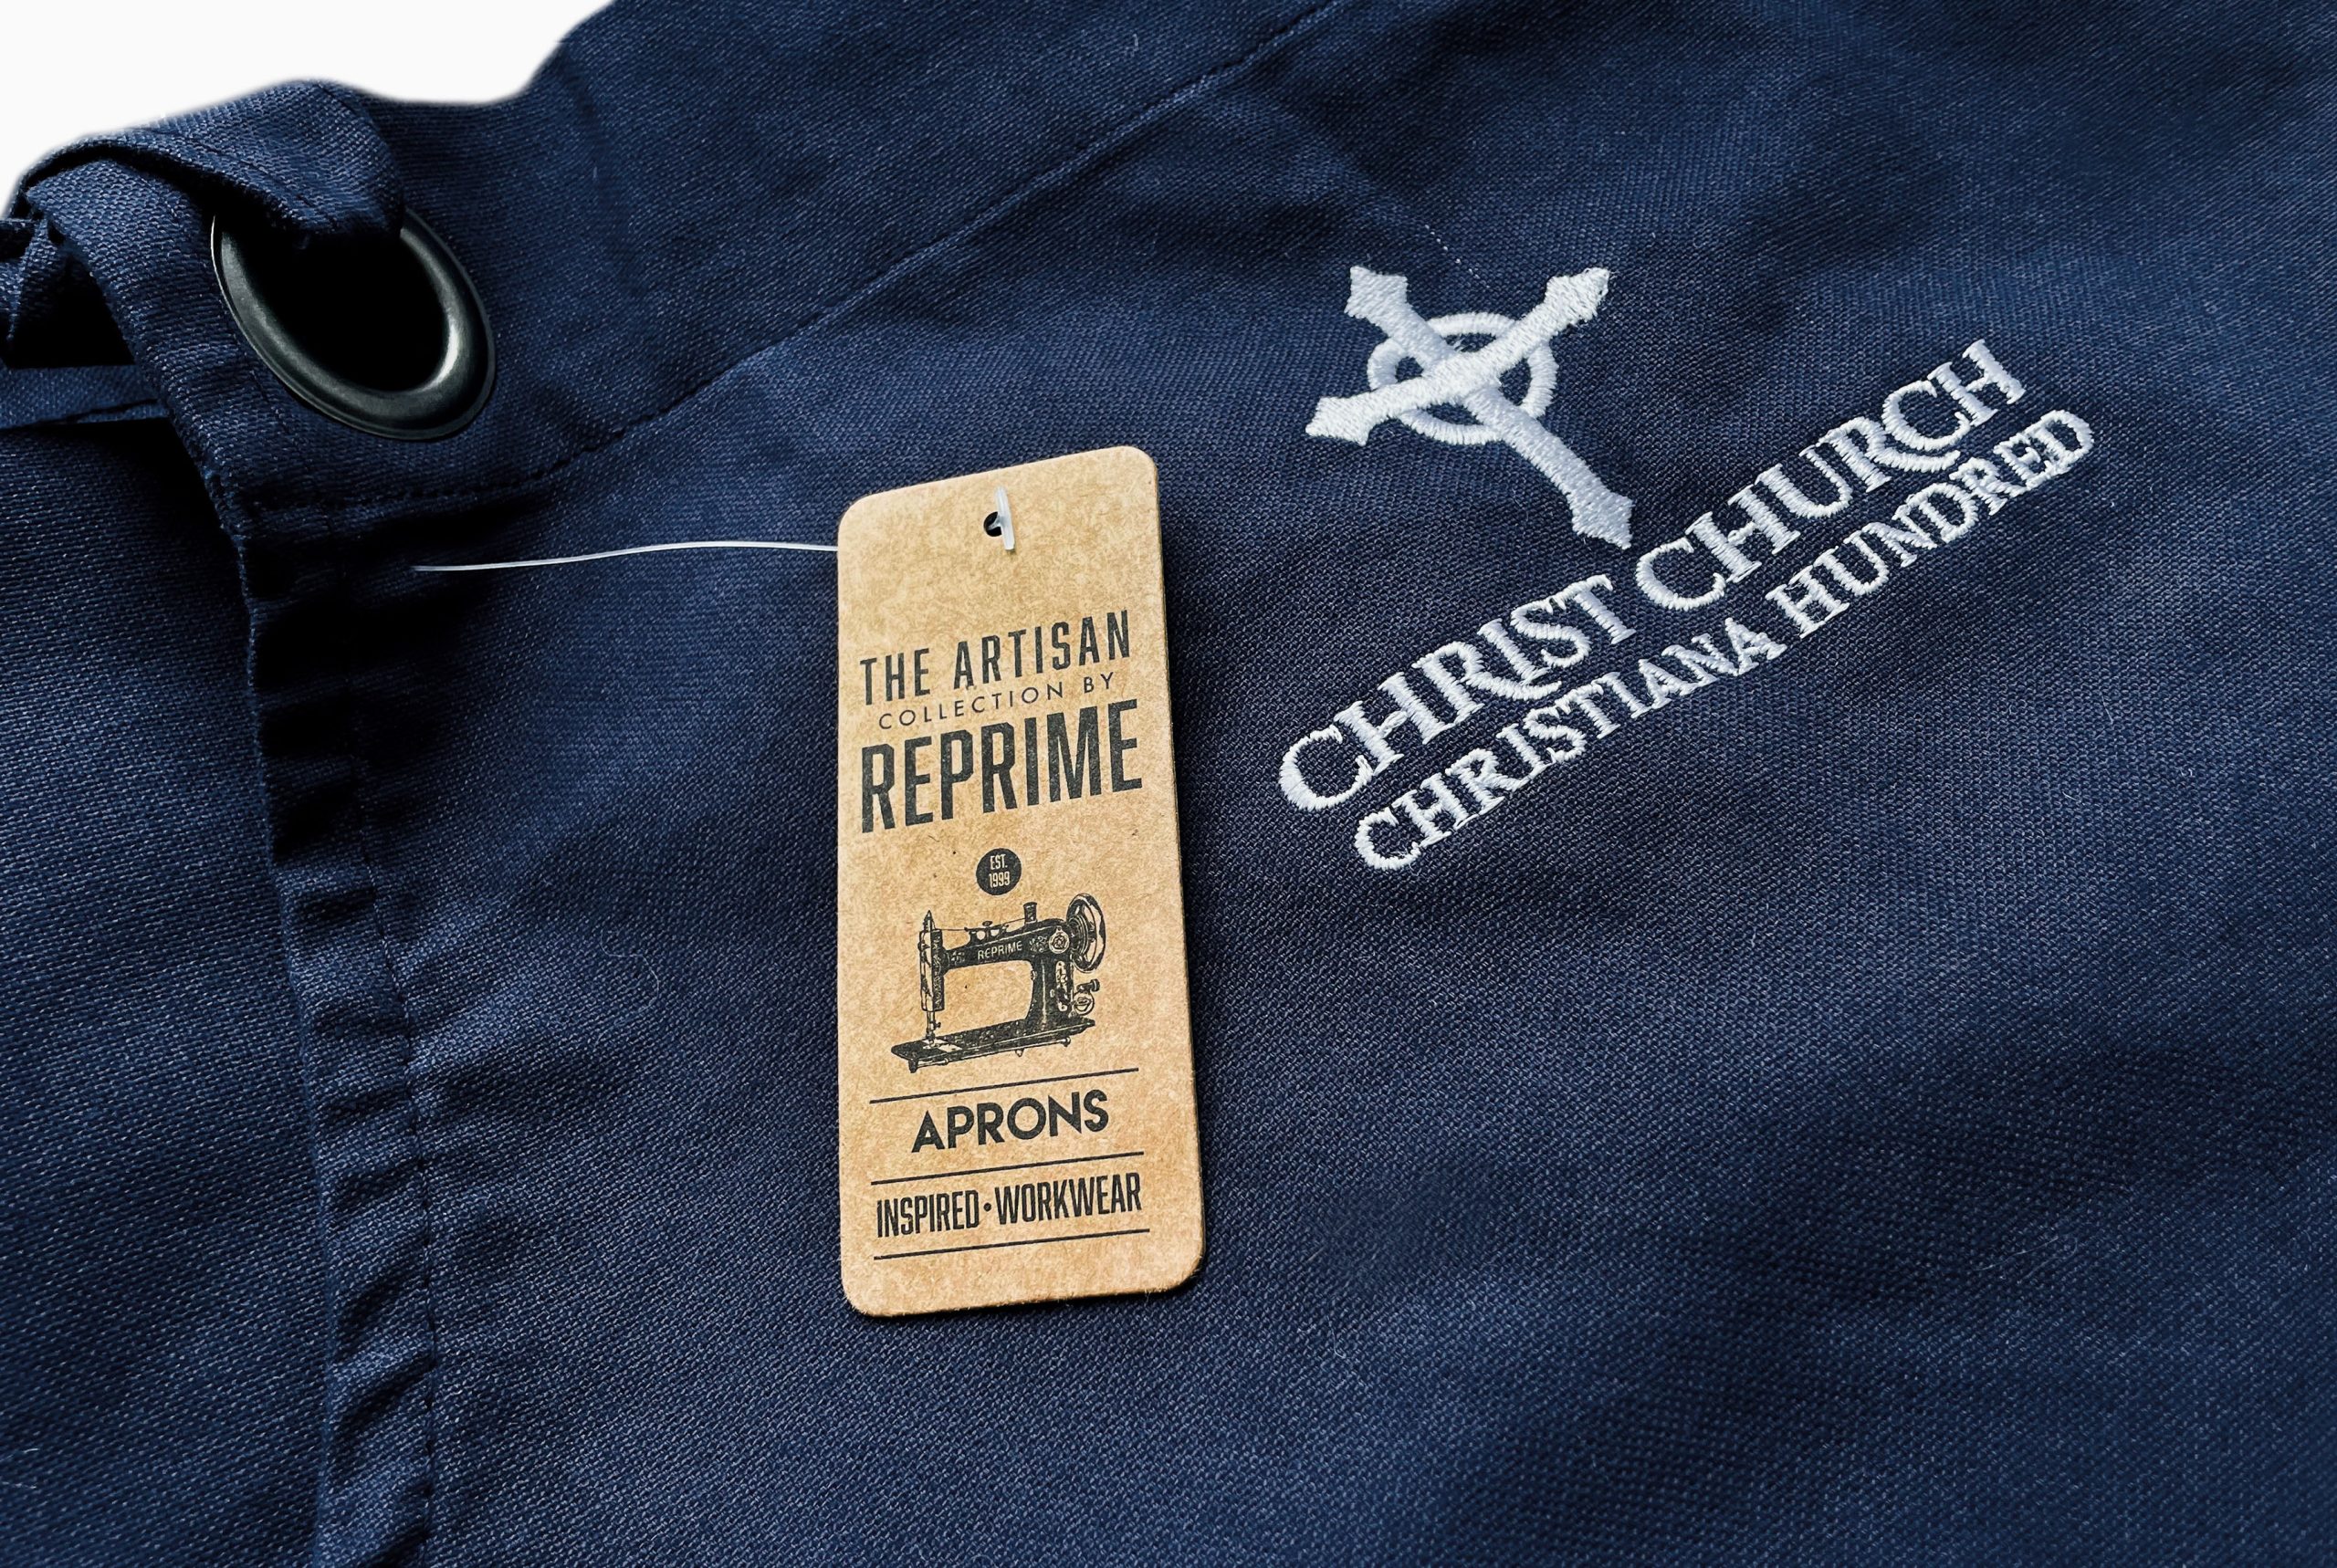 THE ARTISAN
COLLECTION BY
REPRIME
EST.
1999
REPRIME
APRONS
INSPIRED•WORKWEAR
CHRIST CHURCH
CHRISTIANA HUNDRED